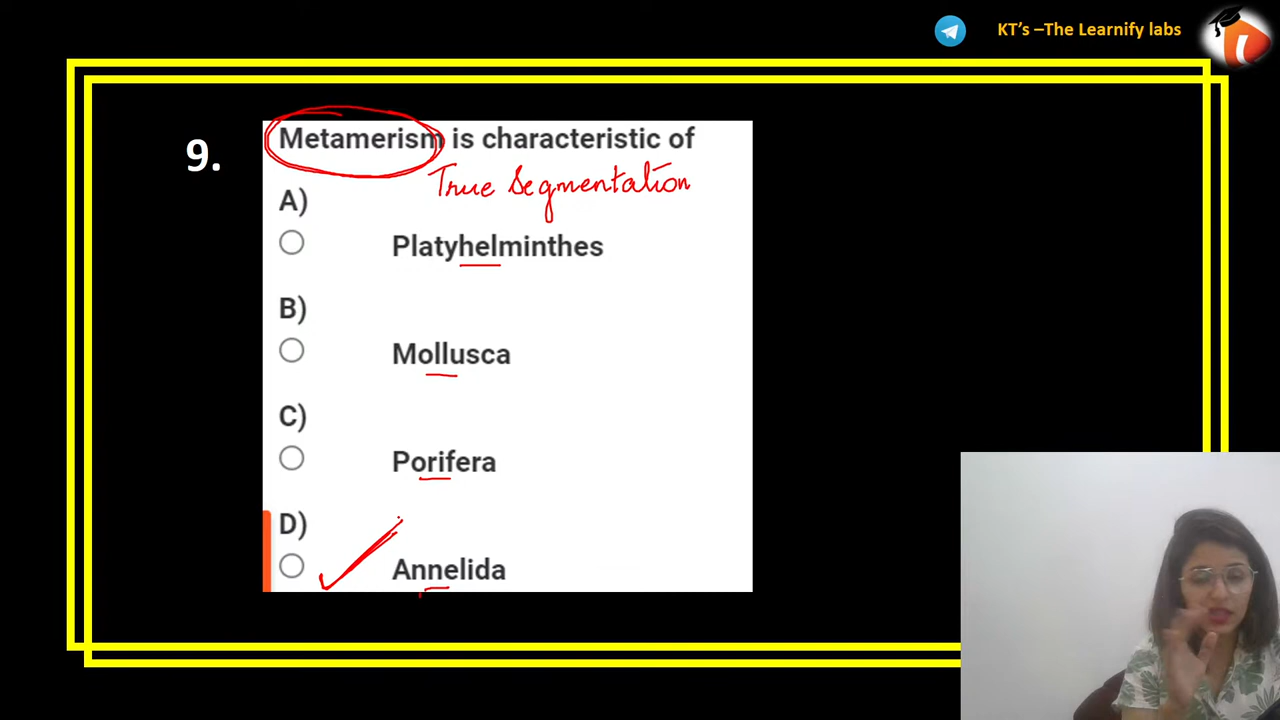 KT's –The Learnify labs
9.
Metamerism is characteristic of
True Segmentation
A)
Platyhelminthes
B)
Mollusca
C)
Porifera
D)
Annelida